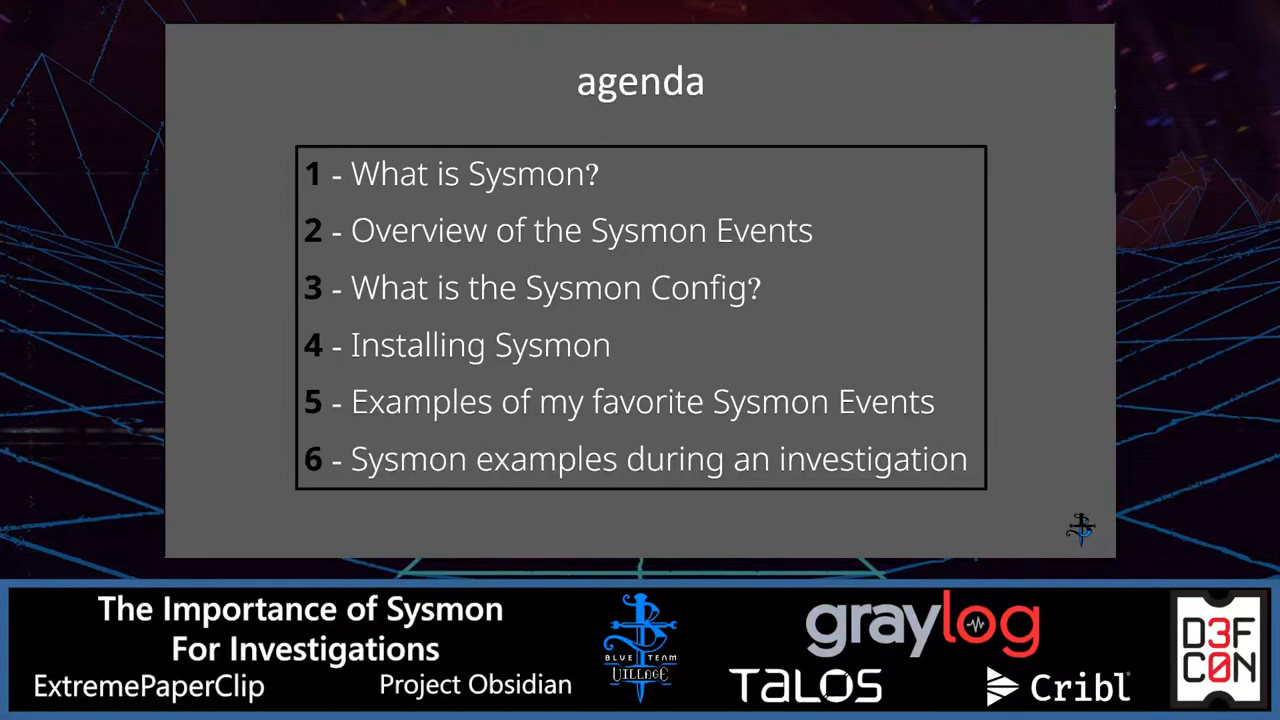 agenda
1 - What is Sysmon?
2 - Overview of the Sysmon Events
3 - What is the Sysmon Config?
4 - Installing Sysmon
5 - Examples of my favorite Sysmon Events
6 - Sysmon examples during an investigation
The Importance of Sysmon
For Investigations
ExtremePaperClip
Project Obsidian
BLUE TEAM
VILLAGE
graylog
TALOS
Cribl
D3F
C0N